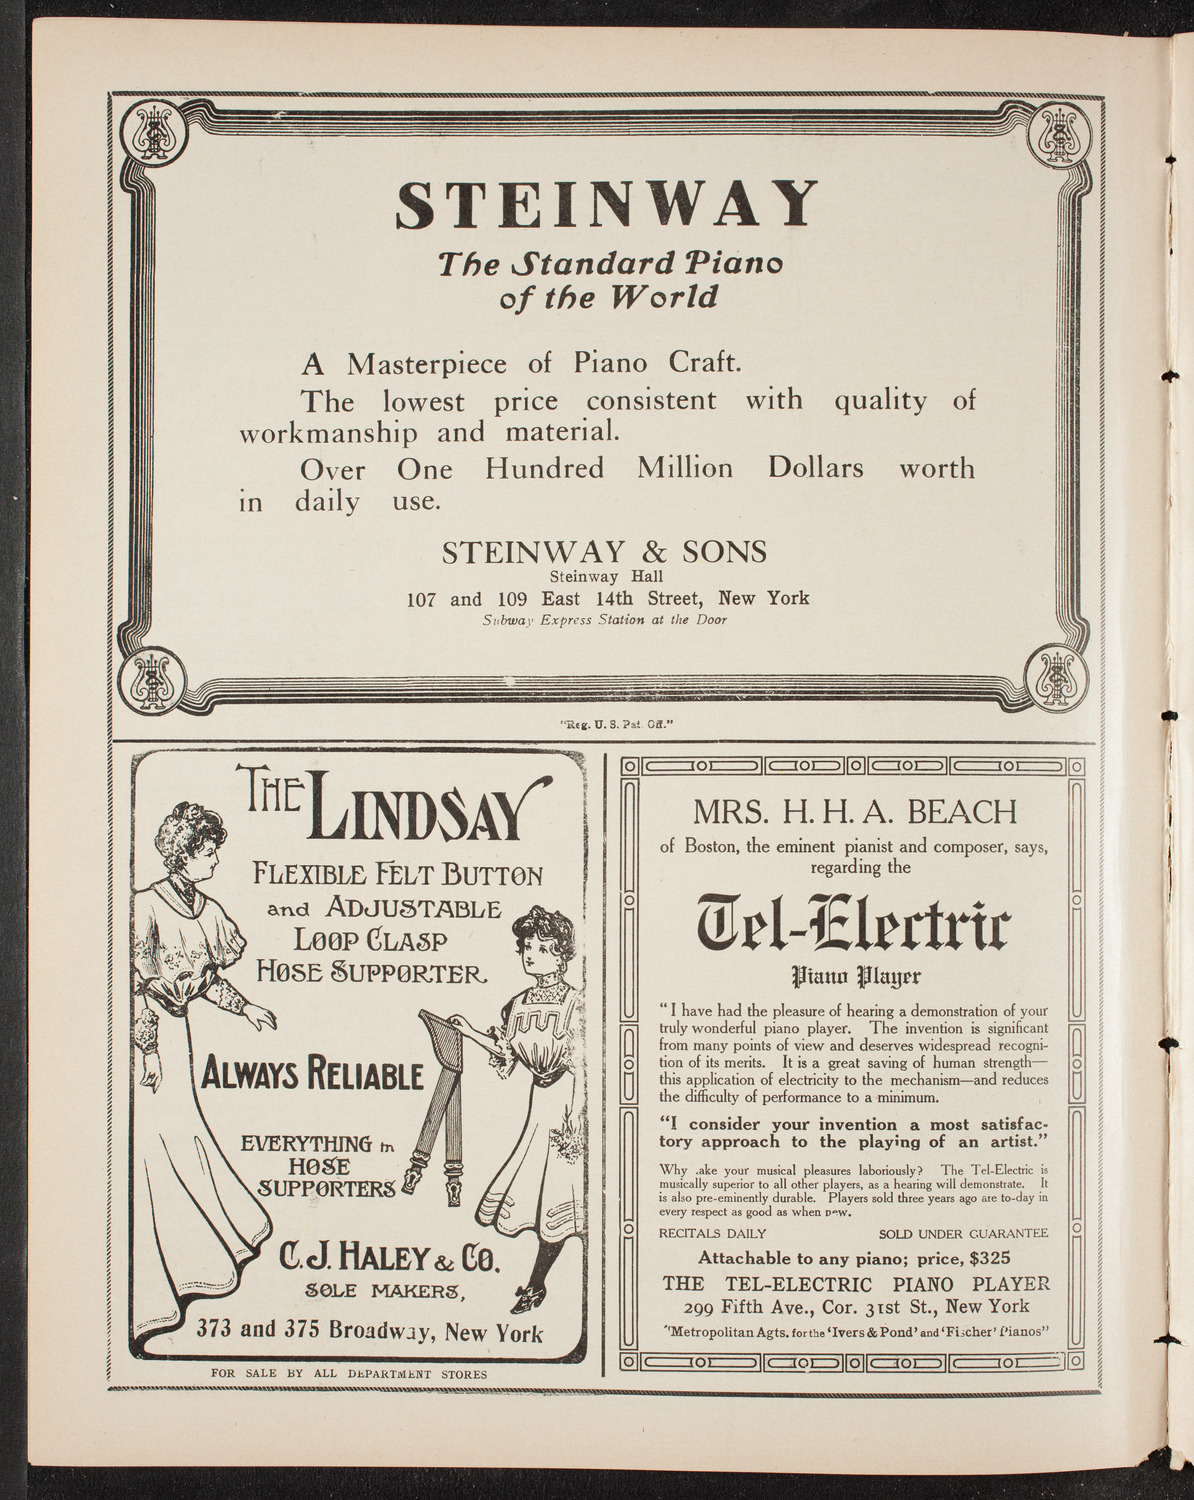 STEINWAY
The Standard Piano
of the World
A Masterpiece of Piano Craft.
The lowest price consistent with quality of
workmanship and material.
Over One Hundred Million Dollars worth
in daily use.
STEINWAY & SONS
Steinway Hall
107 and 109 East 14th Street, New York
Subway Express Station at the Door
"Reg. U. S. Pat. Off."
THE LINDSAY
FLEXIBLE FELT BUTTON
and ADJUSTABLE
LOOP CLASP
HOSE SUPPORTER
ALWAYS RELIABLE
EVERYTHING in
HOSE
SUPPORTERS
C. J. HALEY & CO.
SOLE MAKERS,
373 and 375 Broadway, New York
FOR SALE BY ALL DEPARTMENT STORES
MRS. H. H. A. BEACH
of Boston, the eminent pianist and composer, says,
regarding the
Tel-Electric
Piano Player
"I have had the pleasure of hearing a demonstration of your
truly wonderful piano player. The invention is significant
from many points of view and deserves widespread recogni-
tion of its merits. It is a great saving of human strength—
this application of electricity to the mechanism—and reduces
the difficulty of performance to a minimum.
"I consider your invention a most satisfac-
tory approach to the playing of an artist."
Why .ake your musical pleasures laboriously? The Tel-Electric is
musically superior to all other players, as a hearing will demonstrate. It
is also pre-eminently durable. Players sold three years ago are to-day in
every respect as good as when new.
RECITALS DAILY SOLD UNDER GUARANTEE
Attachable to any piano; price, $325
THE TEL-ELECTRIC PIANO PLAYER
299 Fifth Ave., Cor. 31st St., New York
"Metropolitan Agts. for the 'Ivers & Pond' and 'Fischer' Pianos"